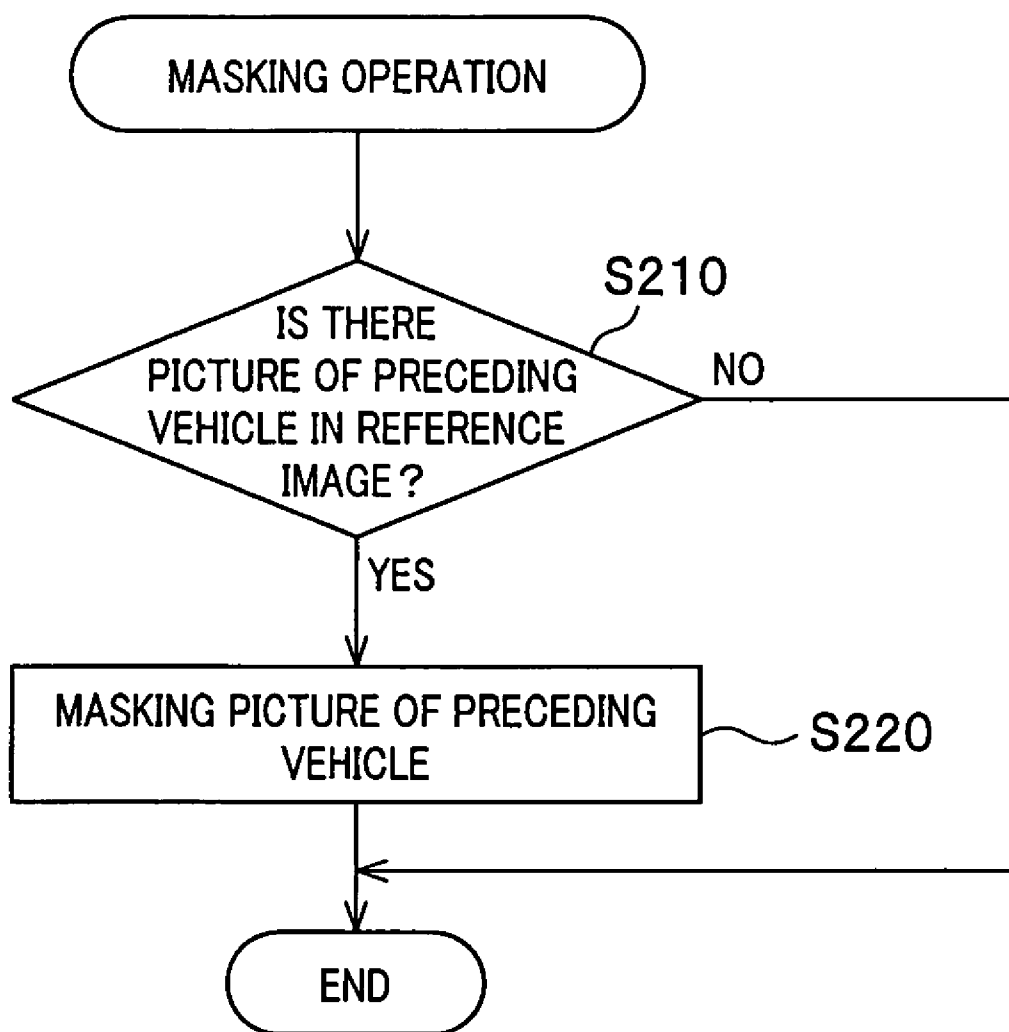 MASKING OPERATION
S210
IS THERE
PICTURE OF PRECEDING
VEHICLE IN REFERENCE
IMAGE?
NO
YES
MASKING PICTURE OF PRECEDING
VEHICLE
S220
END